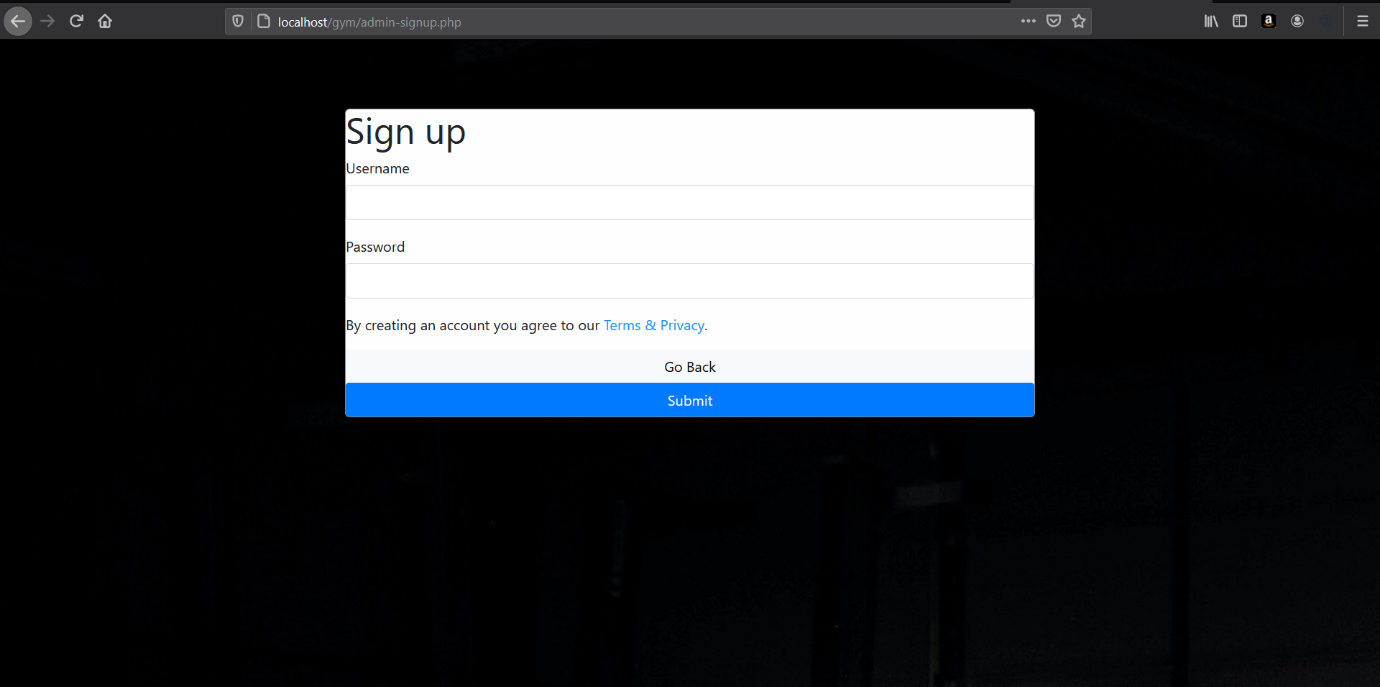 localhost/gym/admin-signup.php
Sign up
Username
Password
By creating an account you agree to our Terms & Privacy.
Go Back
Submit